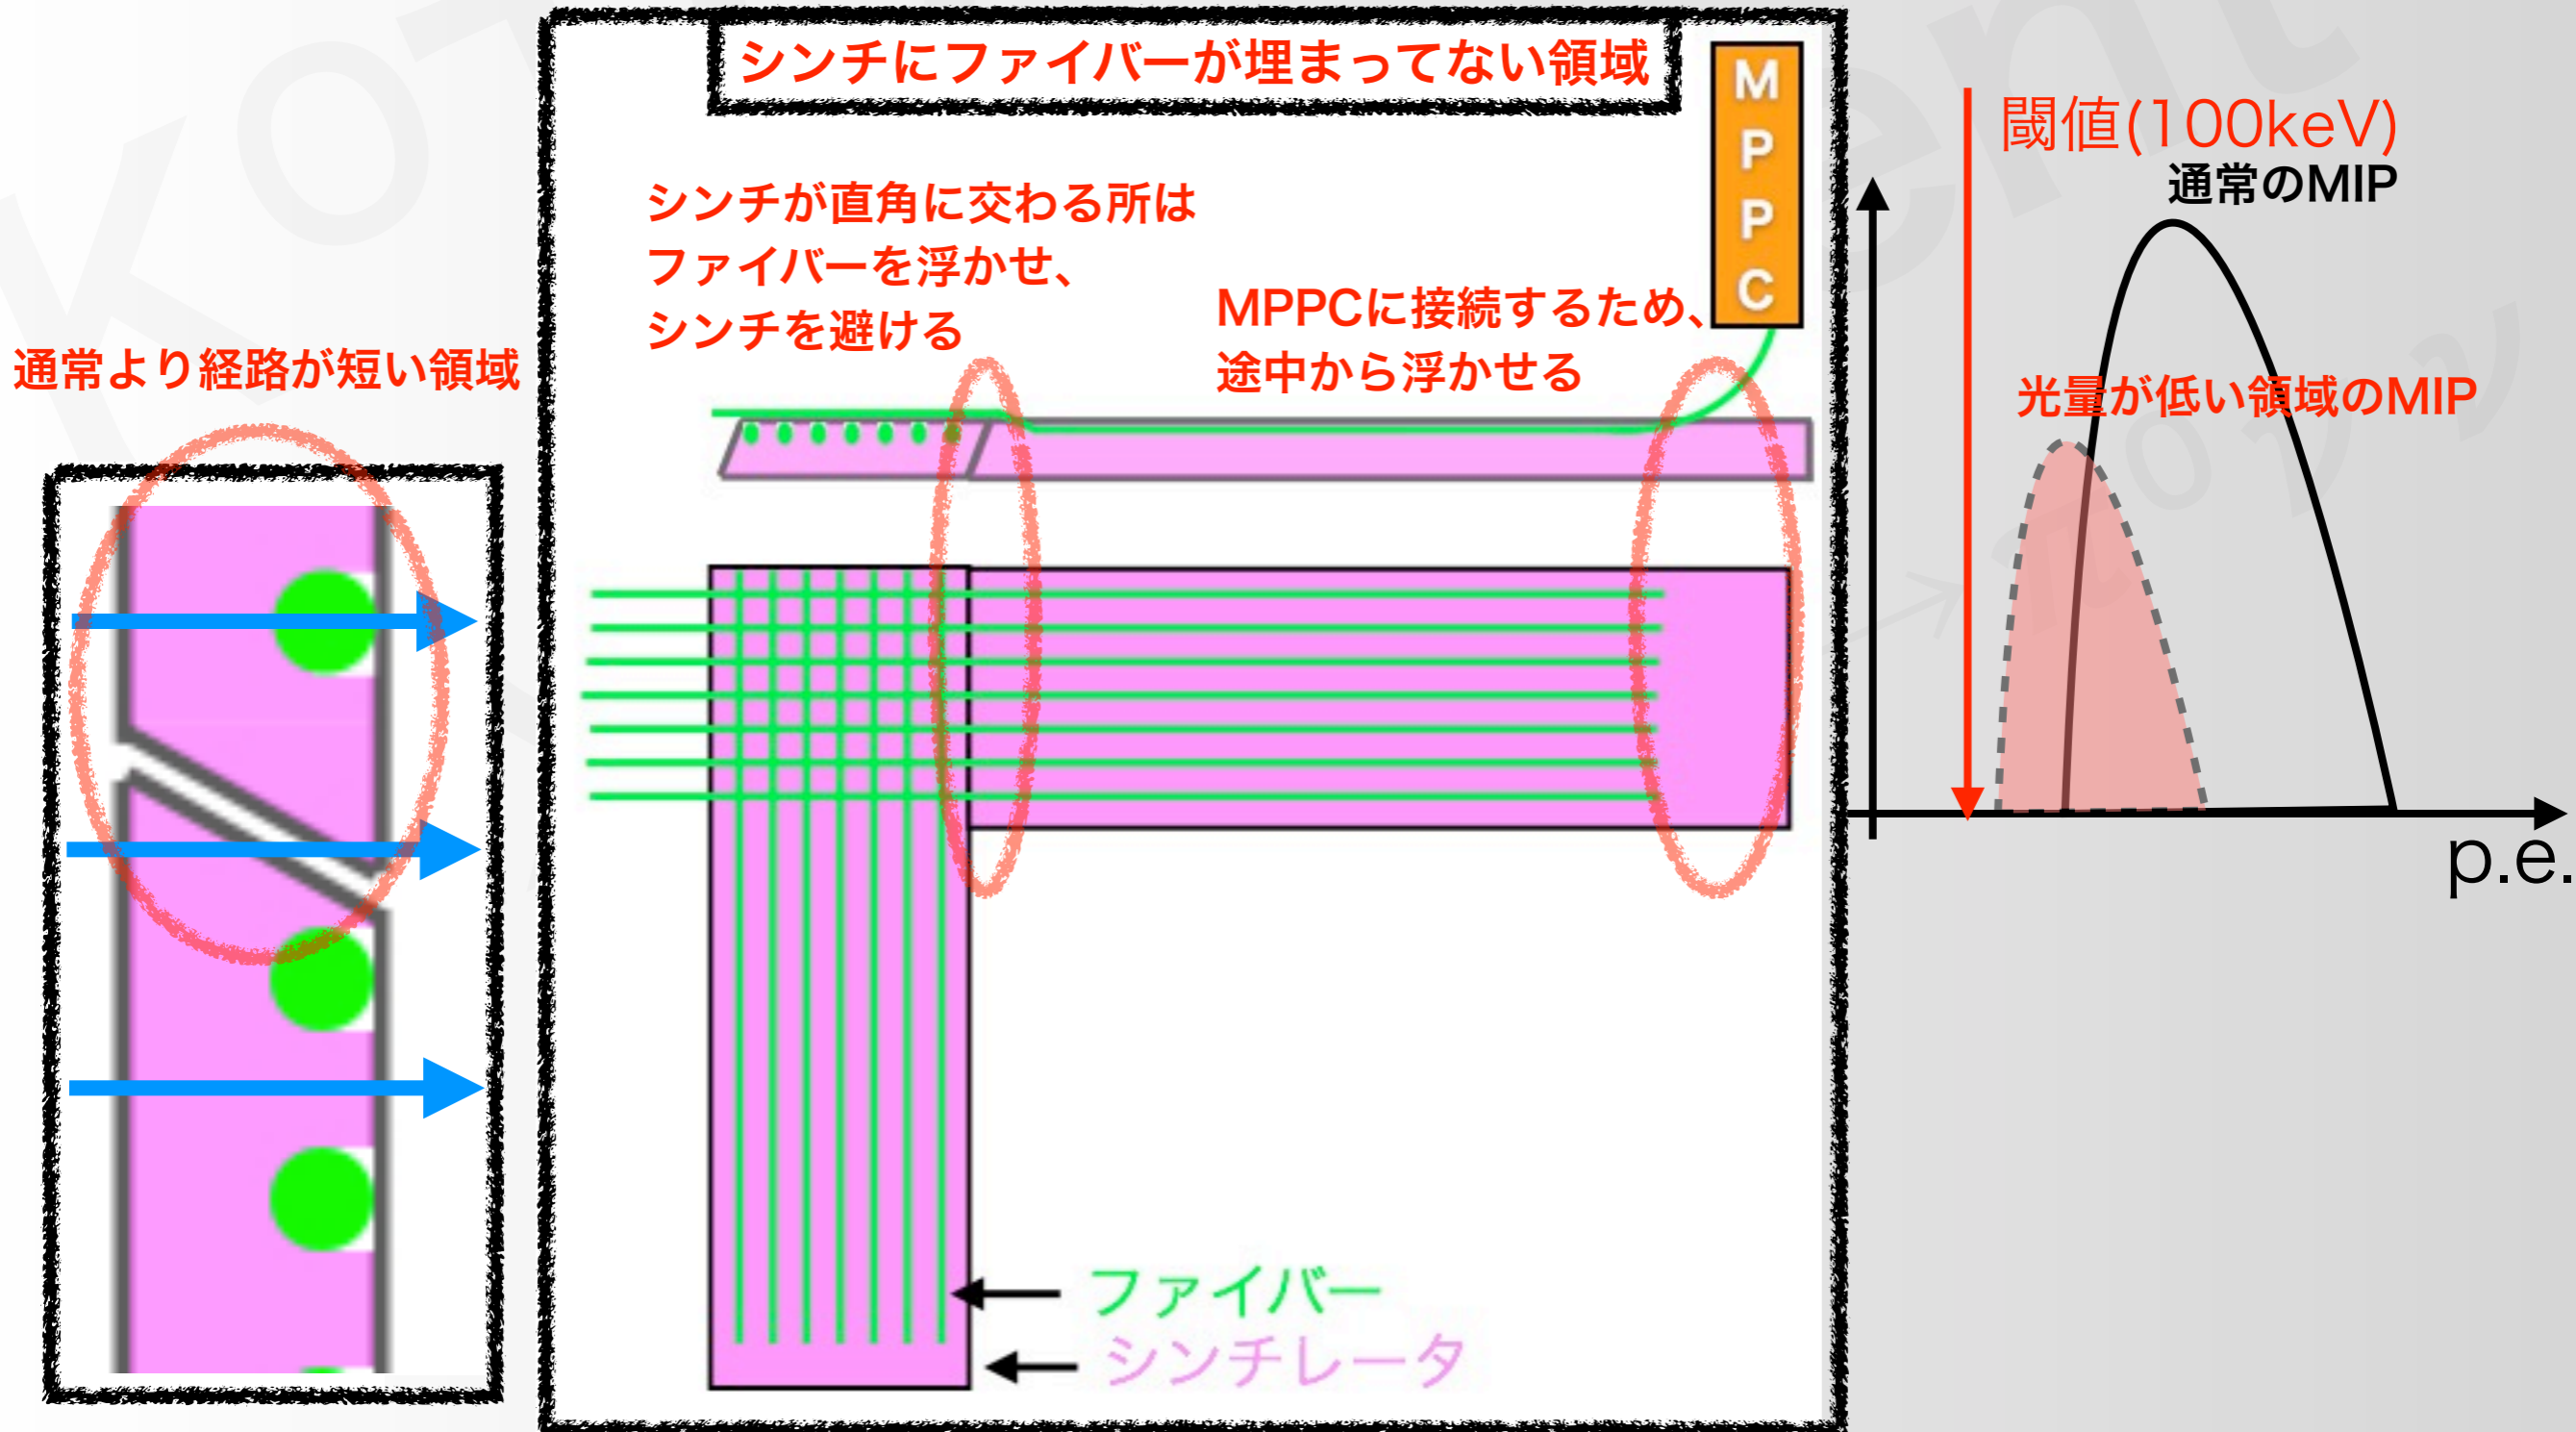 シンチにファイバーが埋まってない領域
M
P
P
C
シンチが直角に交わる所は
ファイバーを浮かせ、
シンチを避ける
MPPCに接続するため、
途中から浮かせる
通常より経路が短い領域
閾値(100keV)
通常のMIP
光量が低い領域のMIP
p.e.
ファイバー
シンチレータ